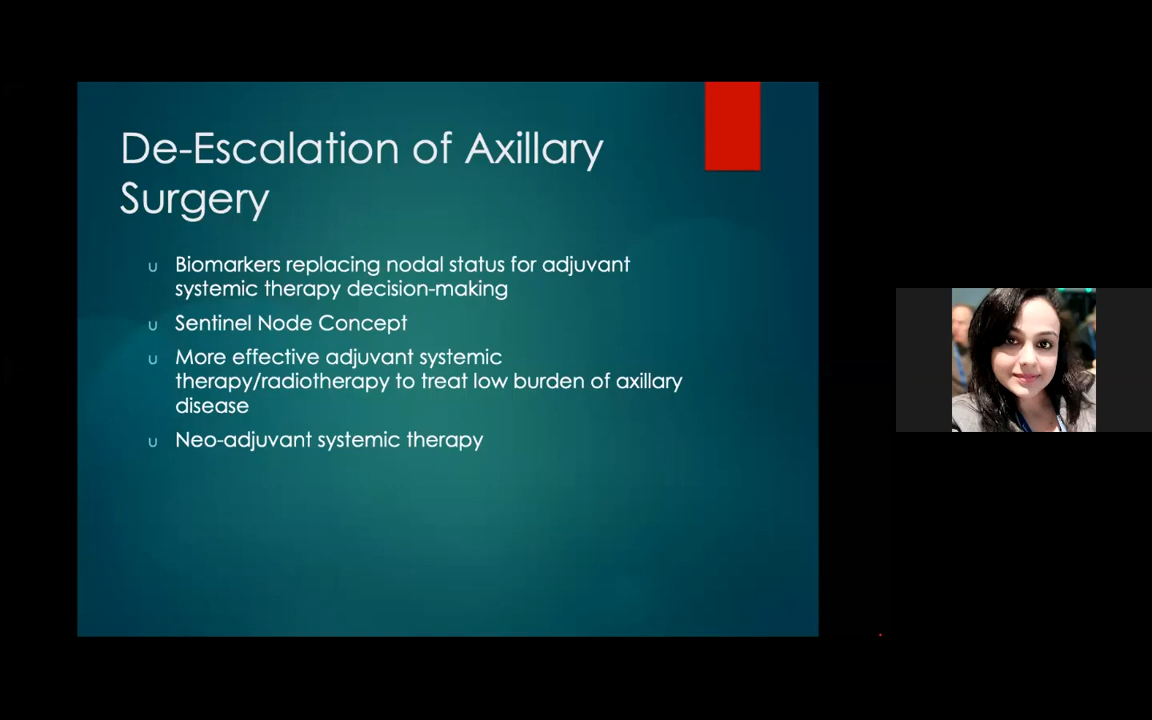 De-Escalation of Axillary
Surgery
u Biomarkers replacing nodal status for adjuvant
systemic therapy decision-making
u Sentinel Node Concept
u More effective adjuvant systemic
therapy/radiotherapy to treat low burden of axillary
disease
u Neo-adjuvant systemic therapy